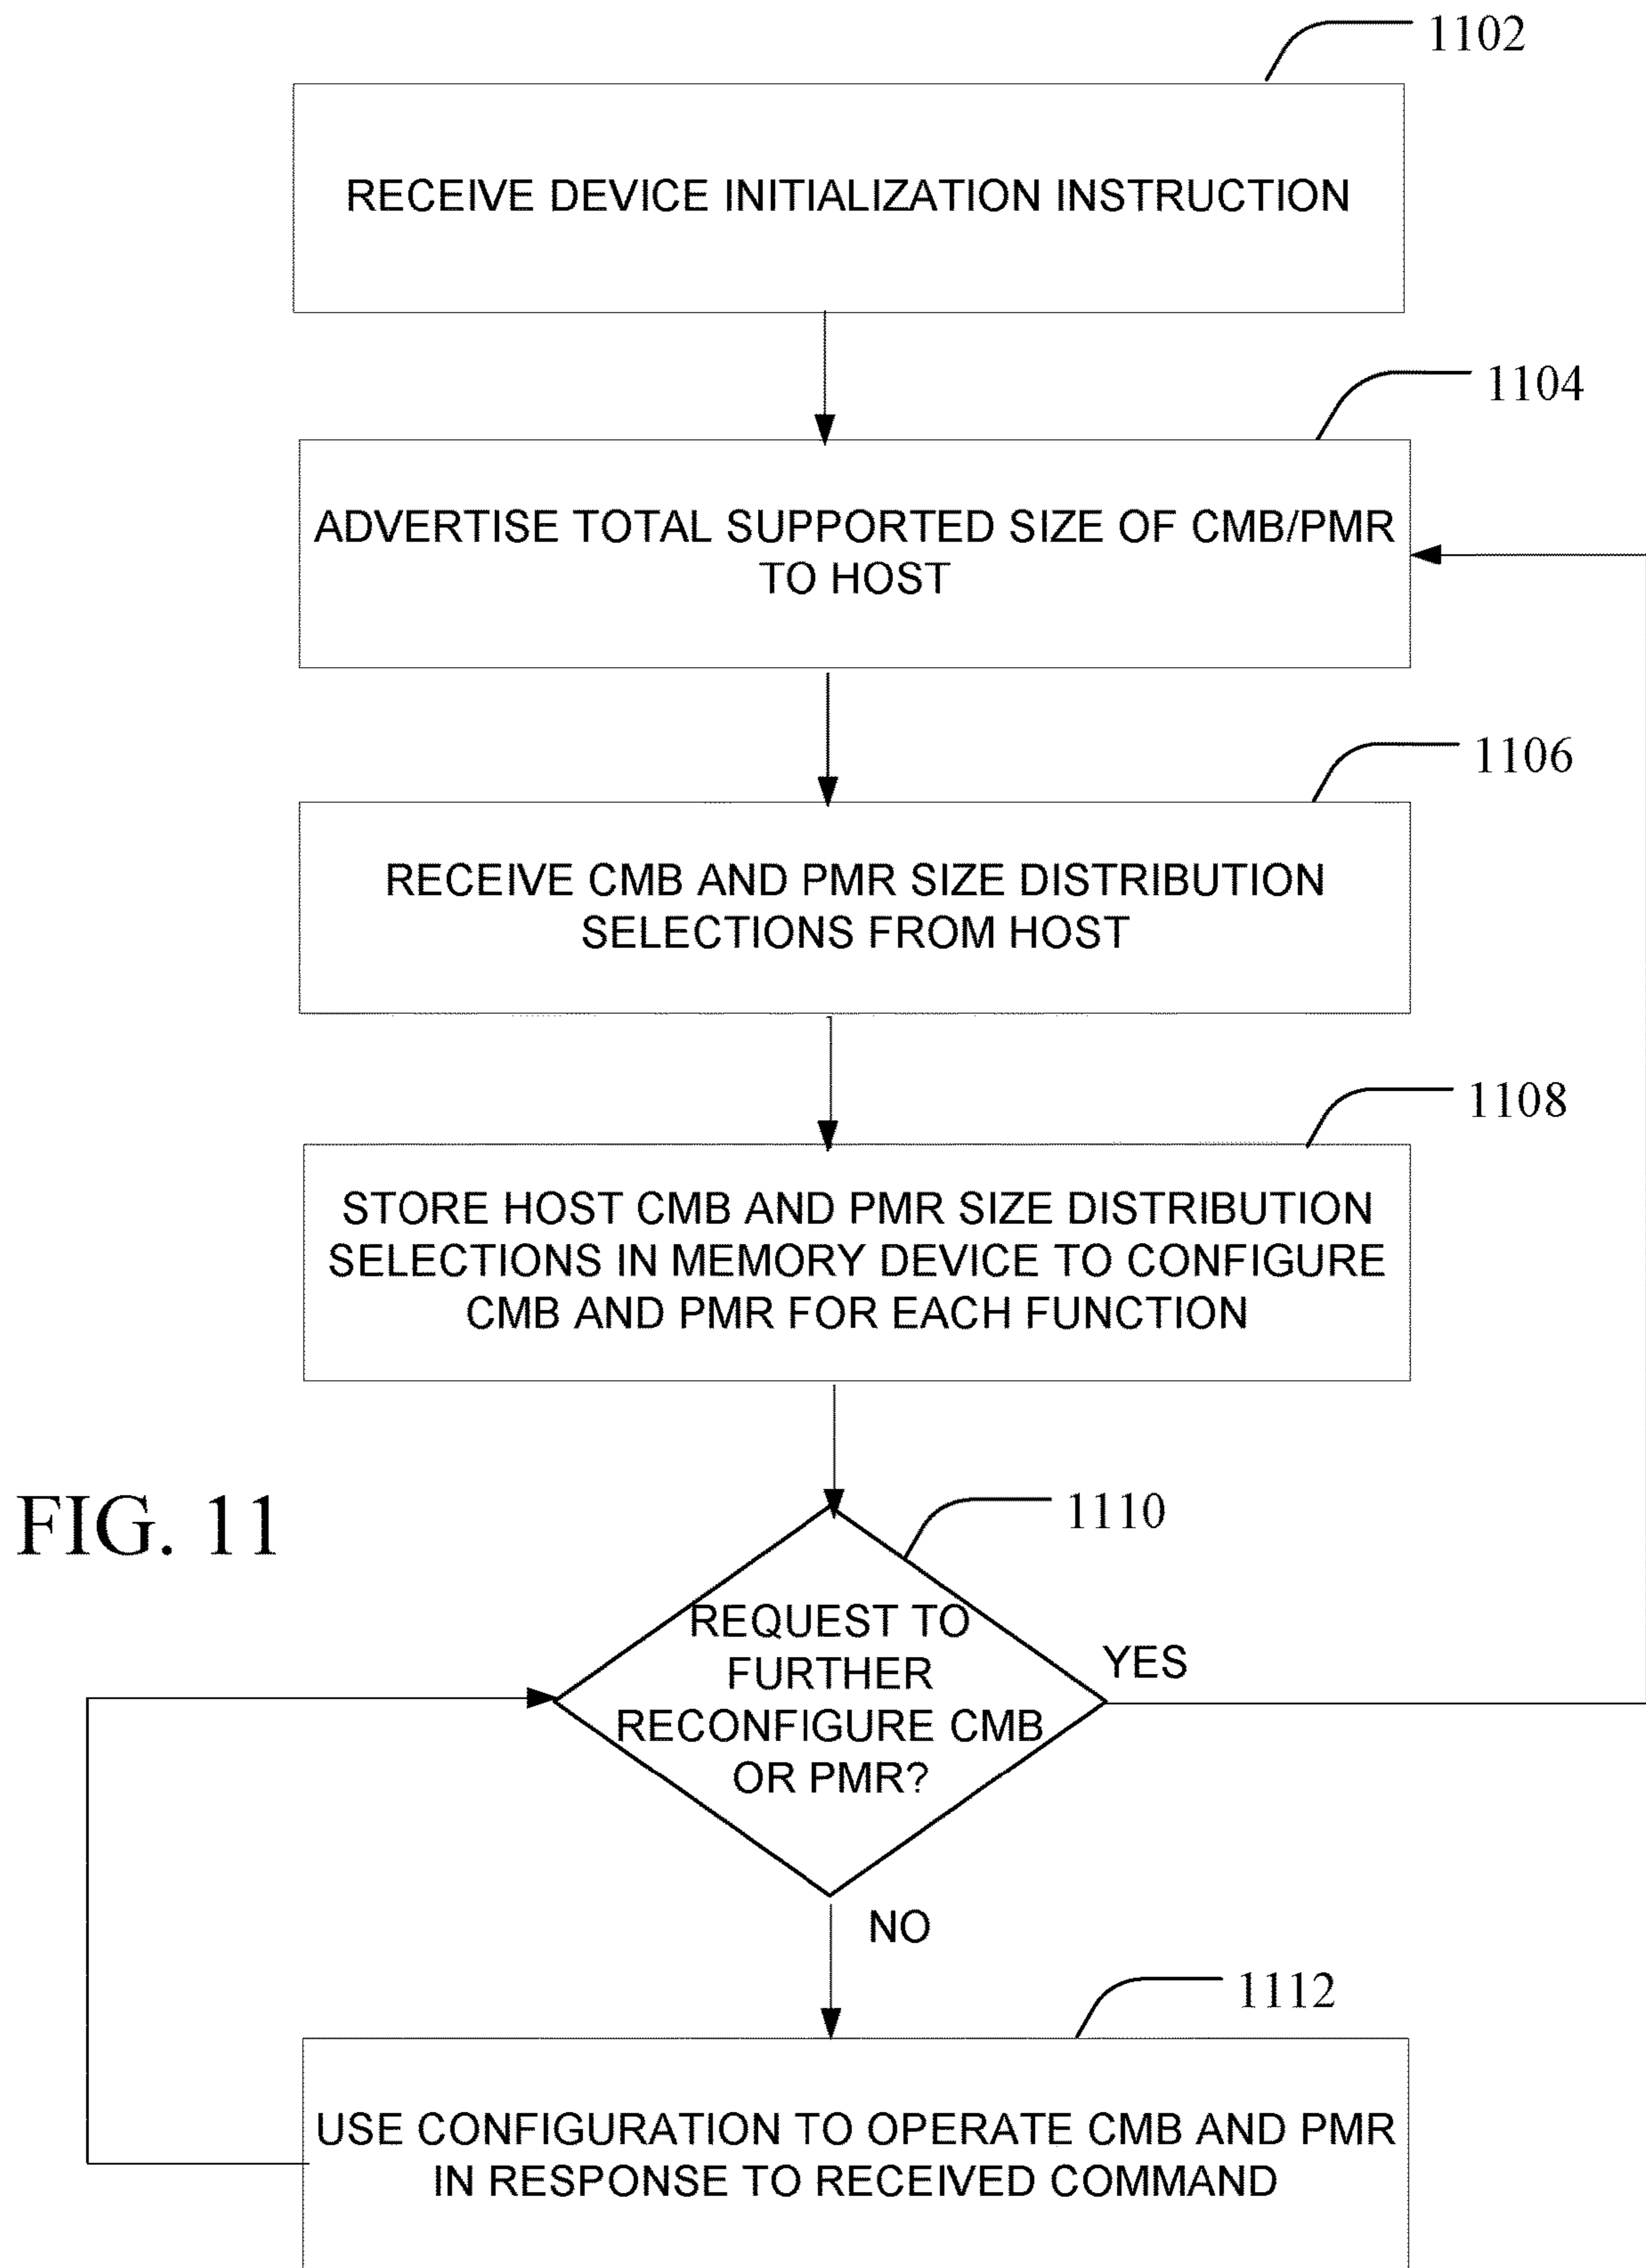 1102
RECEIVE DEVICE INITIALIZATION INSTRUCTION
1104
ADVERTISE TOTAL SUPPORTED SIZE OF CMB/PMR
TO HOST
1106
RECEIVE CMB AND PMR SIZE DISTRIBUTION
SELECTIONS FROM HOST
1108
STORE HOST CMB AND PMR SIZE DISTRIBUTION
SELECTIONS IN MEMORY DEVICE TO CONFIGURE
CMB AND PMR FOR EACH FUNCTION
FIG. 11
1110
REQUEST TO
FURTHER
RECONFIGURE CMB
OR PMR?
YES
NO
1112
USE CONFIGURATION TO OPERATE CMB AND PMR
IN RESPONSE TO RECEIVED COMMAND